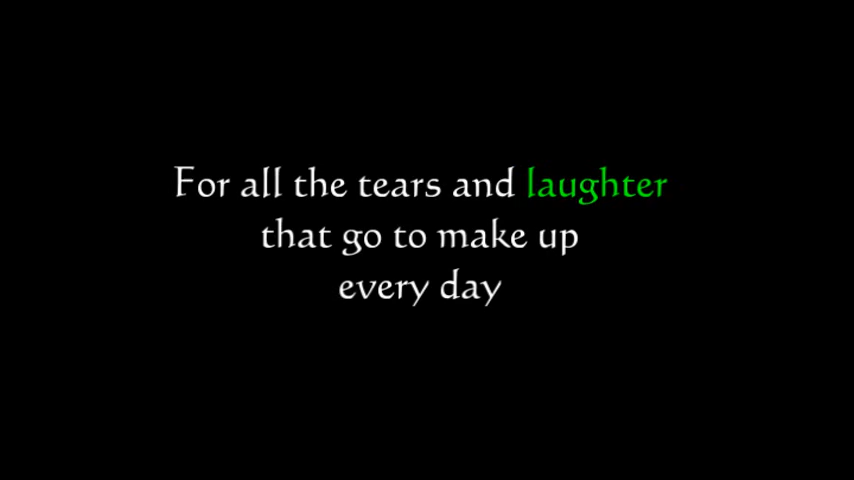 For all the tears and laughter
that go to make up
every day